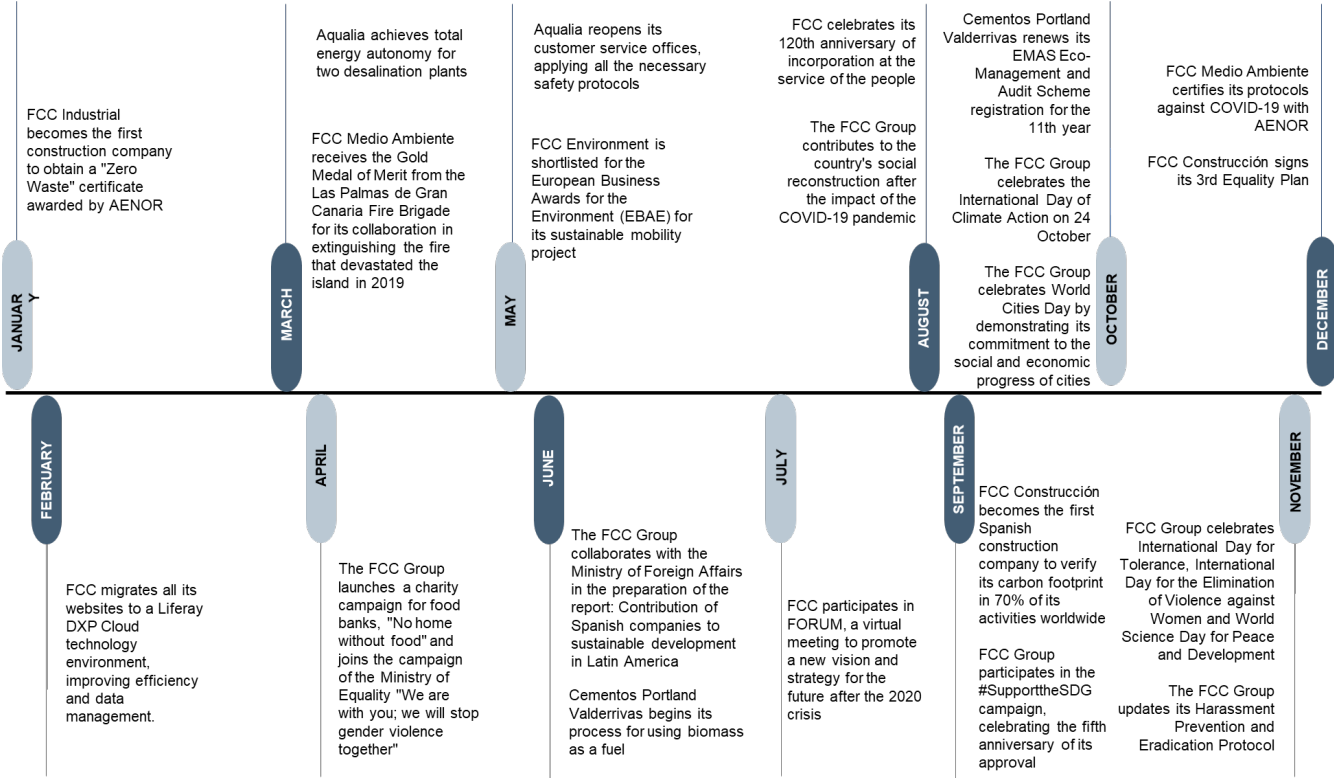 JANUAR
Y
FCC Industrial
becomes the first
construction company
to obtain a "Zero
Waste" certificate
awarded by AENOR
FEBRUARY
FCC migrates all its
websites to a Liferay
DXP Cloud
technology
environment,
improving efficiency
and data
management.
MARCH
Aqualia achieves total
energy autonomy for
two desalination plants
FCC Medio Ambiente
receives the Gold
Medal of Merit from the
Las Palmas de Gran
Canaria Fire Brigade
for its collaboration in
extinguishing the fire
that devastated the
island in 2019
APRIL
The FCC Group
launches a charity
campaign for food
banks, "No home
without food" and
joins the campaign
of the Ministry of
Equality "We are
with you; we will stop
gender violence
together"
MAY
Aqualia reopens its
customer service offices,
applying all the necessary
safety protocols
FCC Environment is
shortlisted for the
European Business
Awards for the
Environment (EBAE) for
its sustainable mobility
project
JUNE
The FCC Group
collaborates with the
Ministry of Foreign Affairs
in the preparation of the
report: Contribution of
Spanish companies to
sustainable development
in Latin America
Cementos Portland
Valderrivas begins its
process for using biomass
as a fuel
JULY
FCC participates in
FORUM, a virtual
meeting to promote
a new vision and
strategy for the
future after the 2020
crisis
AUGUST
FCC celebrates its
120th anniversary of
incorporation at the
service of the people
The FCC Group
contributes to the
country's social
reconstruction after
the impact of the
COVID-19 pandemic
SEPTEMBER
FCC Construcción
becomes the first
Spanish
construction
company to verify
its carbon footprint
in 70% of its
activities worldwide
FCC Group
participates in the
#SupporttheSDG
campaign,
celebrating the fifth
anniversary of its
approval
OCTOBER
Cementos Portland
Valderrivas renews its
EMAS Eco-
Management and
Audit Scheme
registration for the
11th year
The FCC Group
celebrates the
International Day of
Climate Action on 24
October
The FCC Group
celebrates World
Cities Day by
demonstrating its
commitment to the
social and economic
progress of cities
NOVEMBER
FCC Group celebrates
International Day for
Tolerance, International
Day for the Elimination
of Violence against
Women and World
Science Day for Peace
and Development
The FCC Group
updates its Harassment
Prevention and
Eradication Protocol
DECEMBER
FCC Medio Ambiente
certifies its protocols
against COVID-19 with
AENOR
FCC Construcción signs
its 3rd Equality Plan